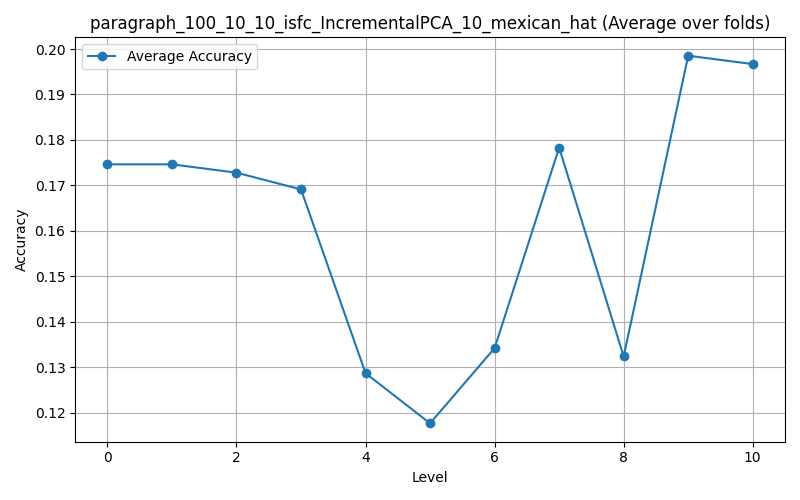 paragraph_100_10_10_isfc_IncrementalPCA_10_mexican_hat (Average over folds)
Average Accuracy
0.20
0.19
0.18
0.17
0.16
0.15
0.14
0.13
0.12
Accuracy
0 2 4 6 8 10
Level